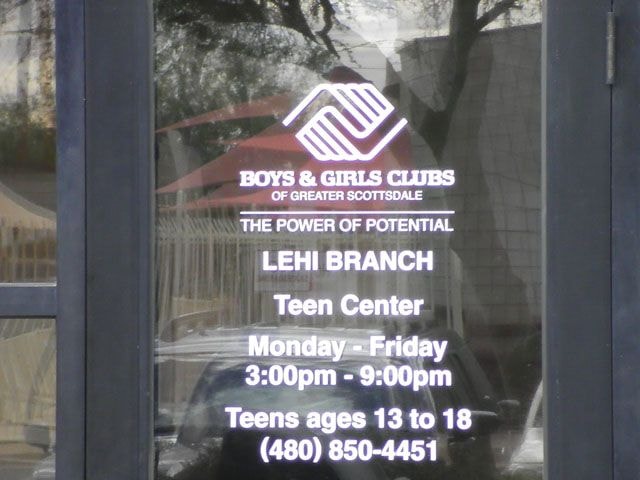 BOYS & GIRLS CLUBS
OF GREATER SCOTTSDALE
THE POWER OF POTENTIAL
LEHI BRANCH
Teen Center
Monday - Friday
3:00pm - 9:00pm
Teens ages 13 to 18
(480) 850-4451